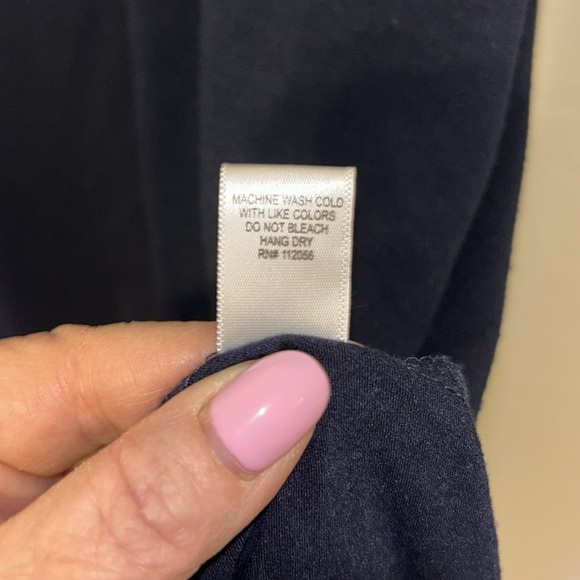 MACHINE WASH COLD
WITH LIKE COLORS
DO NOT BLEACH
HANG DRY
RN# 112056